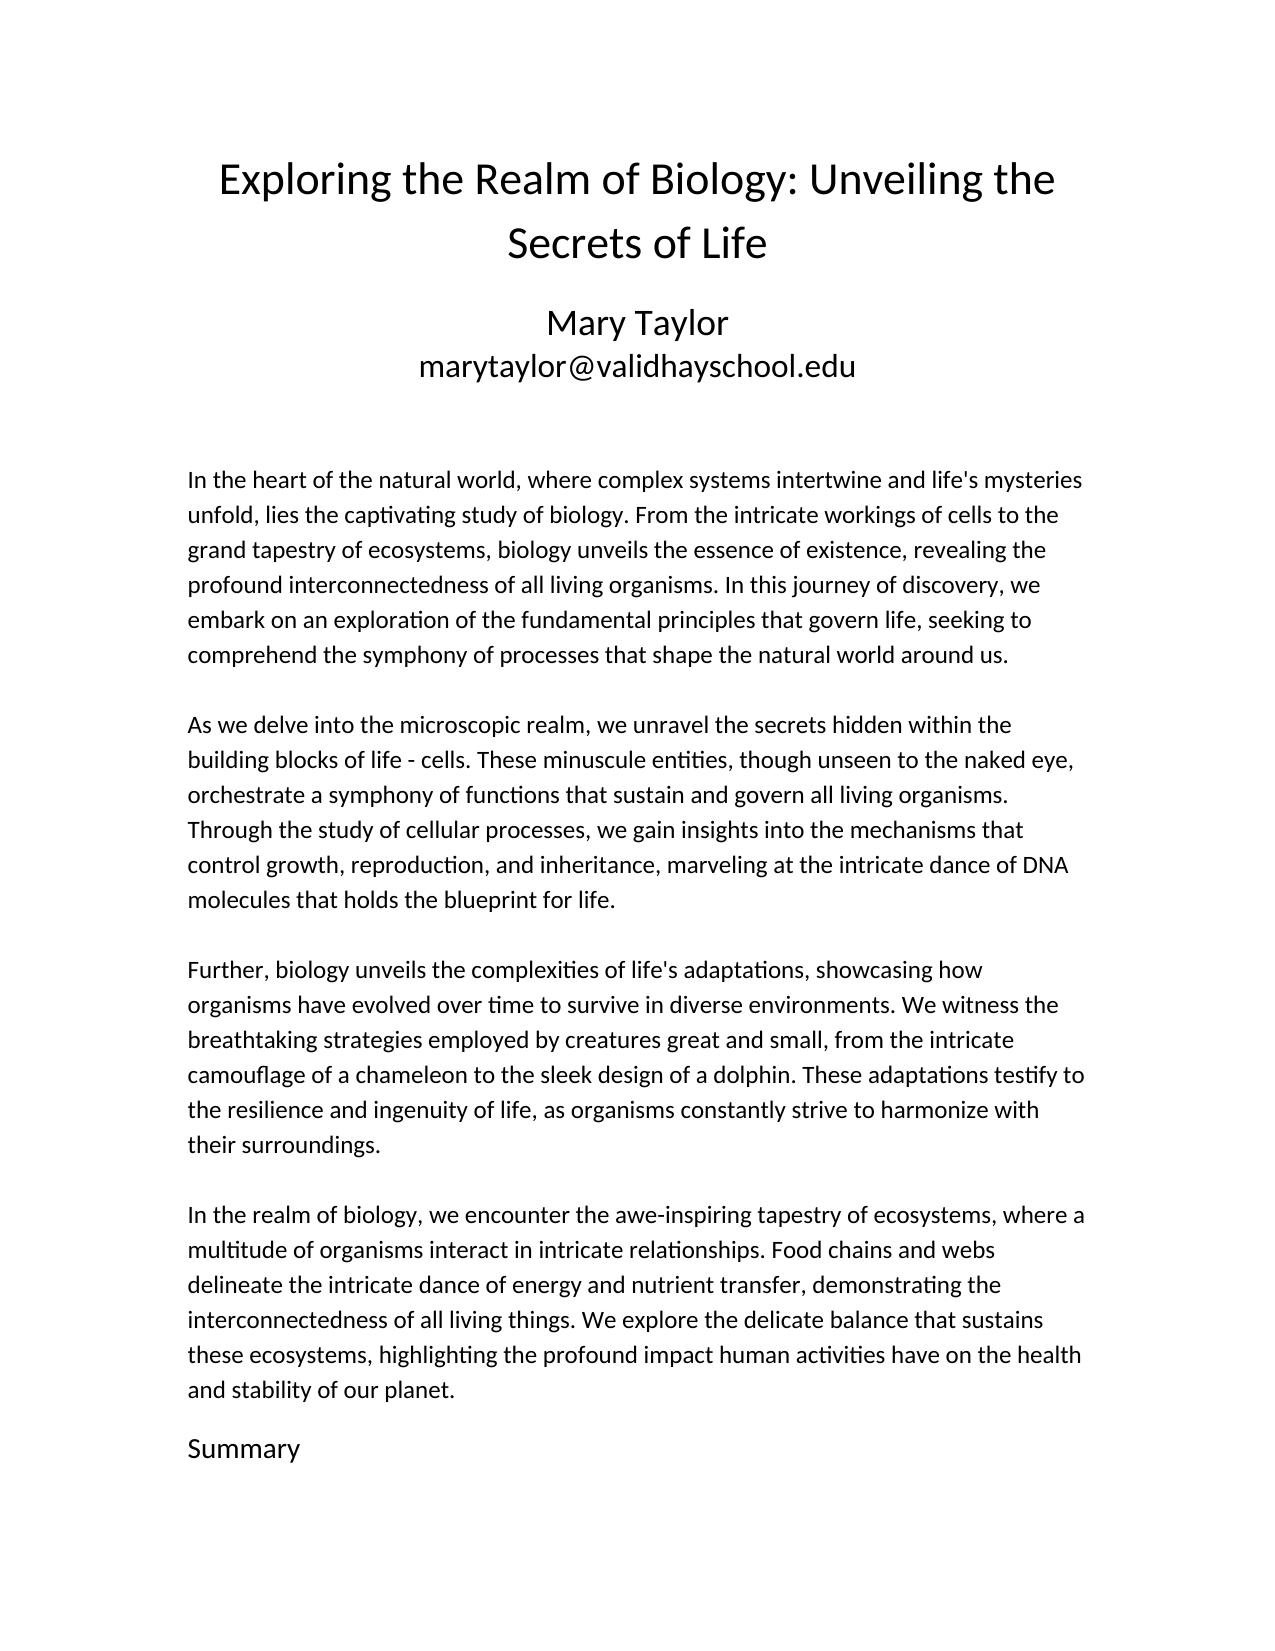 Exploring the Realm of Biology: Unveiling the
Secrets of Life
Mary Taylor
marytaylor@validhayschool.edu
In the heart of the natural world, where complex systems intertwine and life's mysteries
unfold, lies the captivating study of biology. From the intricate workings of cells to the
grand tapestry of ecosystems, biology unveils the essence of existence, revealing the
profound interconnectedness of all living organisms. In this journey of discovery, we
embark on an exploration of the fundamental principles that govern life, seeking to
comprehend the symphony of processes that shape the natural world around us.
As we delve into the microscopic realm, we unravel the secrets hidden within the
building blocks of life - cells. These minuscule entities, though unseen to the naked eye,
orchestrate a symphony of functions that sustain and govern all living organisms.
Through the study of cellular processes, we gain insights into the mechanisms that
control growth, reproduction, and inheritance, marveling at the intricate dance of DNA
molecules that holds the blueprint for life.
Further, biology unveils the complexities of life's adaptations, showcasing how
organisms have evolved over time to survive in diverse environments. We witness the
breathtaking strategies employed by creatures great and small, from the intricate
camouflage of a chameleon to the sleek design of a dolphin. These adaptations testify to
the resilience and ingenuity of life, as organisms constantly strive to harmonize with
their surroundings.
In the realm of biology, we encounter the awe-inspiring tapestry of ecosystems, where a
multitude of organisms interact in intricate relationships. Food chains and webs
delineate the intricate dance of energy and nutrient transfer, demonstrating the
interconnectedness of all living things. We explore the delicate balance that sustains
these ecosystems, highlighting the profound impact human activities have on the health
and stability of our planet.
Summary